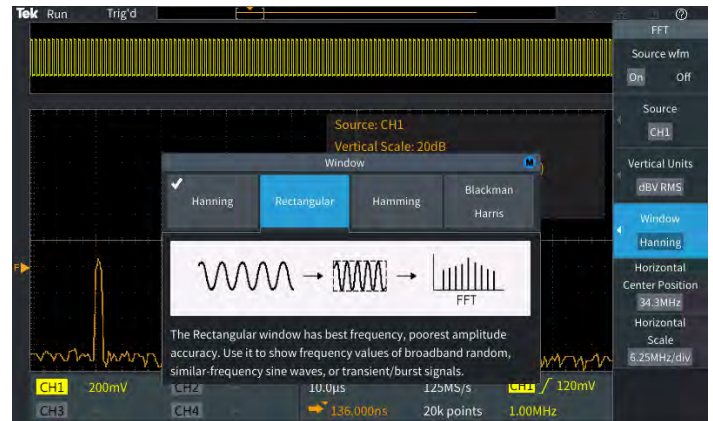 Tek Run Trig'd
FFT
Source wfm
On Off
Source
CH1
Vertical Units
dBV RMS
Window
Hanning
Horizontal
Center Position
34.3MHz
Horizontal
Scale
6.25MHz/div
Source: CH1
Vertical Scale: 20dB
Window
M
Hanning
Rectangular
Hamming
Blackman
Harris
FFT
The Rectangular window has best frequency, poorest amplitude
accuracy. Use it to show frequency values of broadband random,
similar-frequency sine waves, or transient/burst signals.
F
CH1 200mV CH2 10.0µs 125MS/s CH1 120mV
CH3 CH4 136.000ns 20k points 1.00MHz